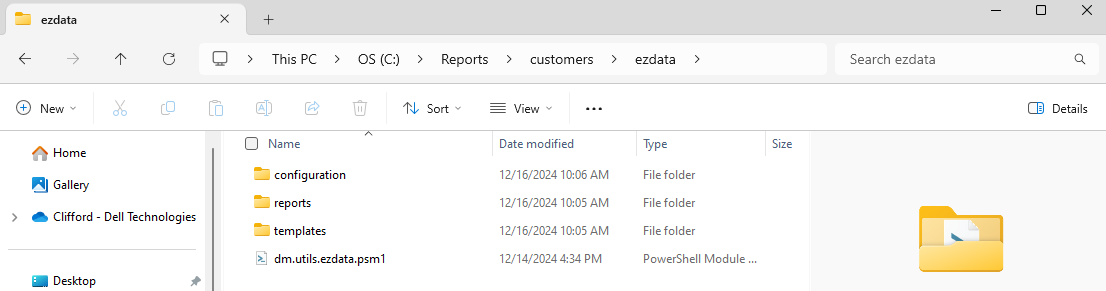 ezdata
This PC OS (C:) Reports customers ezdata Search ezdata
New Sort View Details
Name Date modified Type Size
Home
Gallery
Clifford - Dell Technologies
Desktop
configuration 12/16/2024 10:06 AM File folder
reports 12/16/2024 10:05 AM File folder
templates 12/16/2024 10:05 AM File folder
dm.utils.ezdata.psm1 12/14/2024 4:34 PM PowerShell Module ...